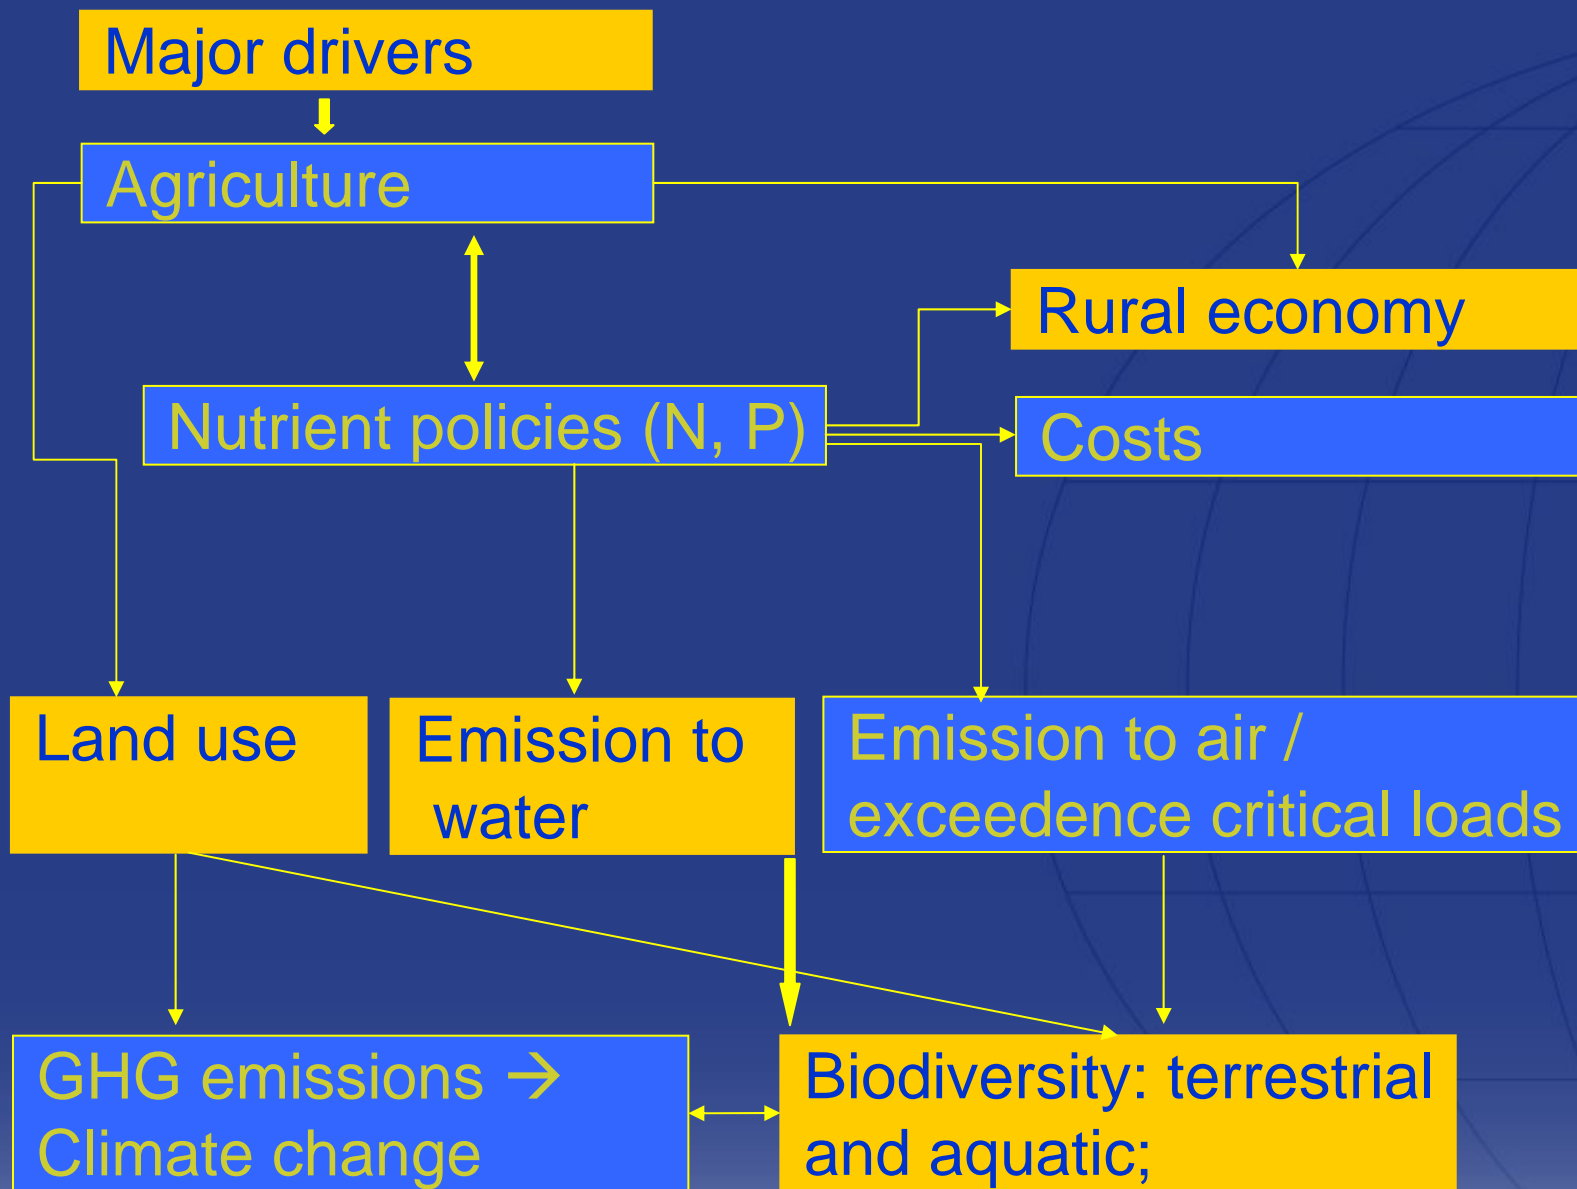 Major drivers
Agriculture
Rural economy
Nutrient policies (N, P)
Costs
Land use
Emission to
water
Emission to air /
exceedence critical loads
GHG emissions →
Climate change
Biodiversity: terrestrial
and aquatic;